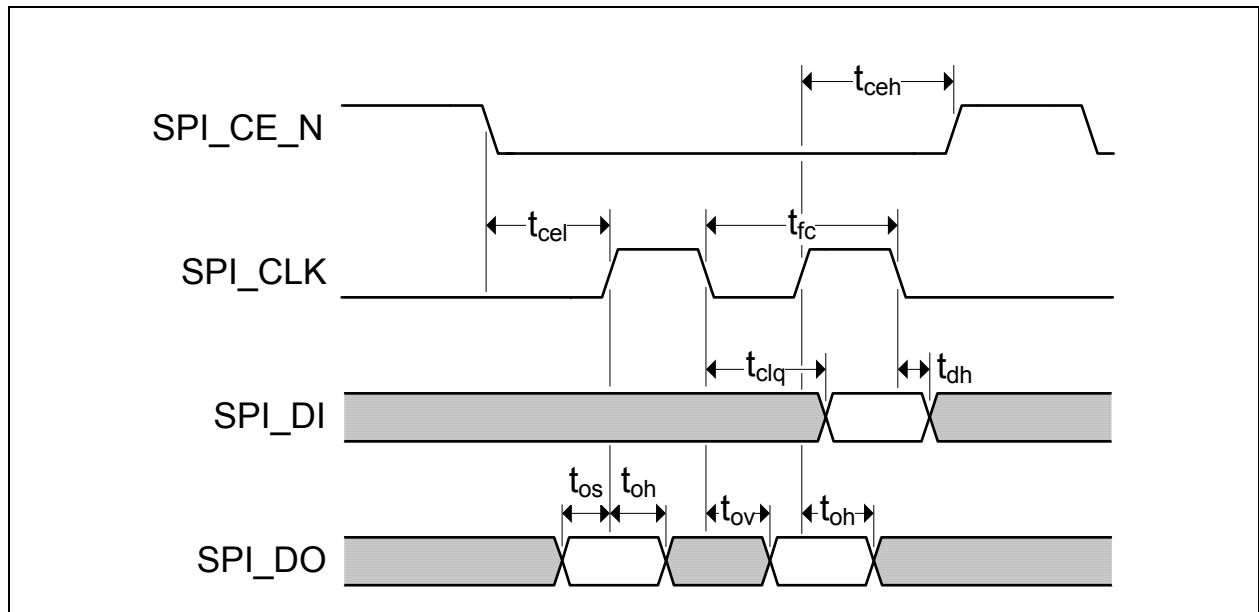 t_ceh
SPI_CE_N
t_cel
t_fc
SPI_CLK
t_clq
t_dh
SPI_DI
t_os t_oh t_ov t_oh
SPI_DO